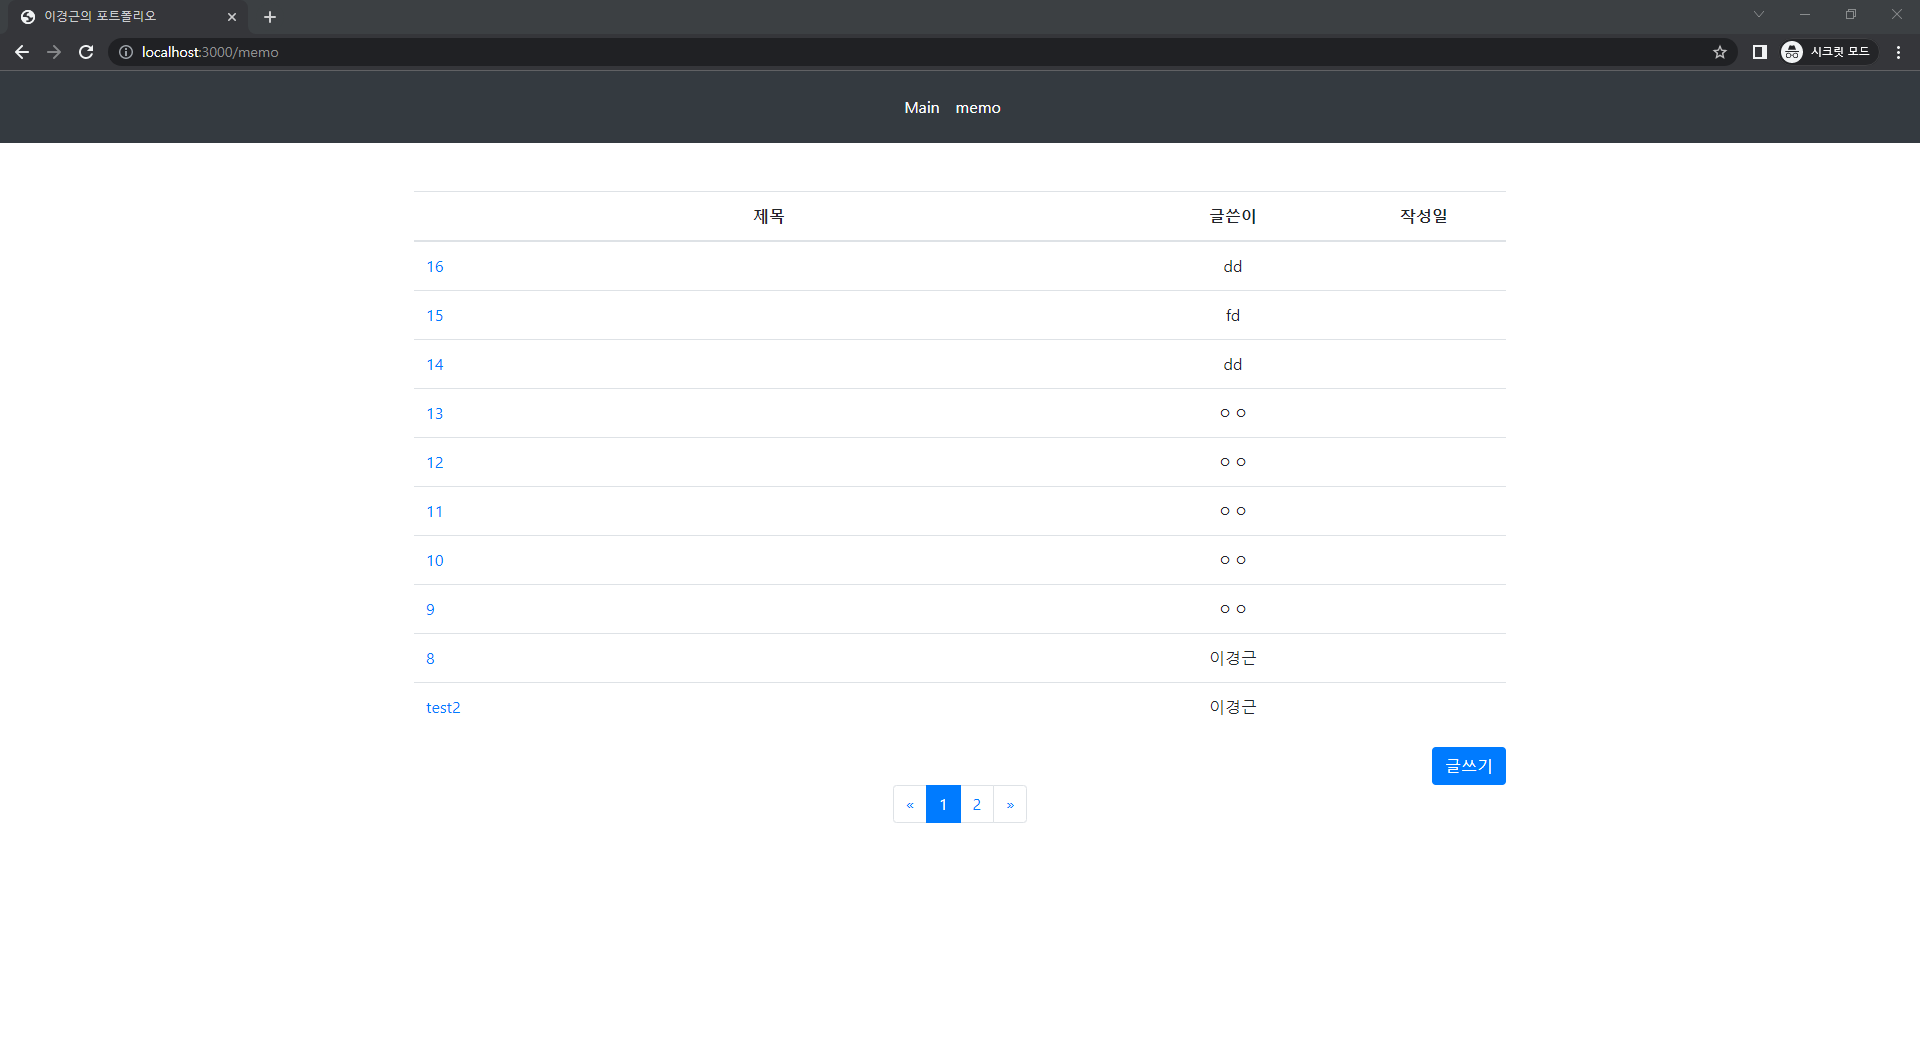 이경근의 포트폴리오
localhost:3000/memo
시크릿 모드
Main memo
제목 글쓴이 작성일
16 dd
15 fd
14 dd
13 ㅇㅇ
12 ㅇㅇ
11 ㅇㅇ
10 ㅇㅇ
9 ㅇㅇ
8 이경근
test2 이경근
글쓰기
« 1 2 »